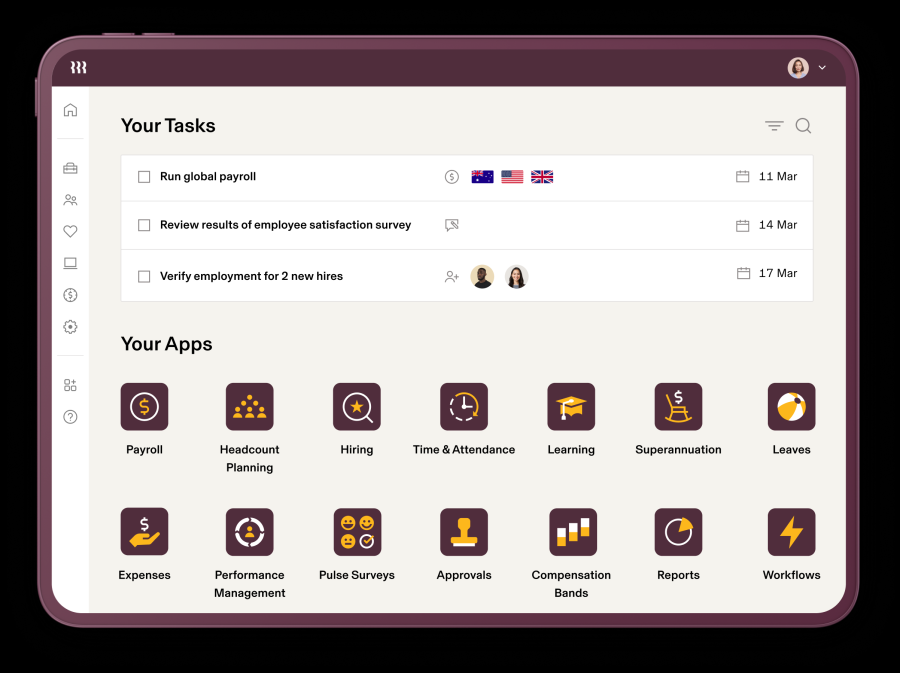 Your Tasks
Run global payroll
11 Mar
Review results of employee satisfaction survey
14 Mar
Verify employment for 2 new hires
17 Mar
Your Apps
Payroll
Headcount
Planning
Hiring
Time & Attendance
Learning
Superannuation
Leaves
Expenses
Performance
Management
Pulse Surveys
Approvals
Compensation
Bands
Reports
Workflows